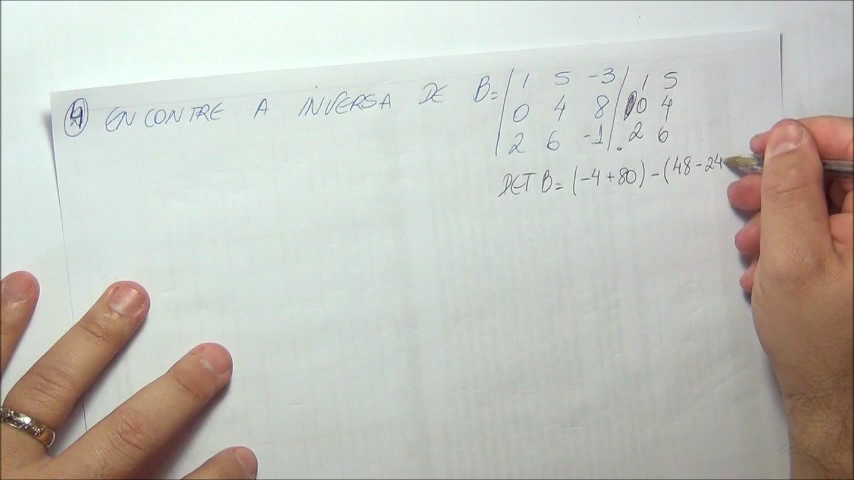 4 ENCONTRE A INVERSA DE B= | 1 5 -3 | 1 5
0 4 8 | 0 4
2 6 -1 | 2 6
DET B = (-4+80) - (48-24